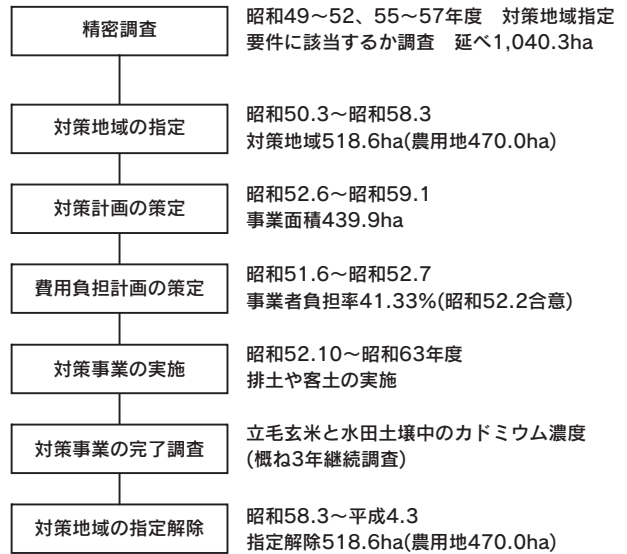 精密調査
昭和49～52、55～57年度　対策地域指定
要件に該当するか調査　延べ1,040.3ha
対策地域の指定
昭和50.3～昭和58.3
対策地域518.6ha(農用地470.0ha)
対策計画の策定
昭和52.6～昭和59.1
事業面積439.9ha
費用負担計画の策定
昭和51.6～昭和52.7
事業者負担率41.33%(昭和52.2合意)
対策事業の実施
昭和52.10～昭和63年度
排土や客土の実施
対策事業の完了調査
立毛玄米と水田土壌中のカドミウム濃度
(概ね3年継続調査)
対策地域の指定解除
昭和58.3～平成4.3
指定解除518.6ha(農用地470.0ha)